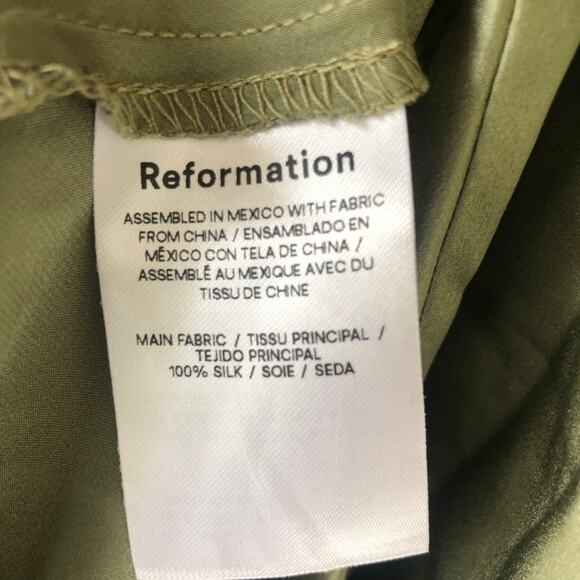 Reformation
ASSEMBLED IN MEXICO WITH FABRIC
FROM CHINA / ENSAMBLADO EN
MÉXICO CON TELA DE CHINA /
ASSEMBLÉ AU MEXIQUE AVEC DU
TISSU DE CHINE
MAIN FABRIC / TISSU PRINCIPAL /
TEJIDO PRINCIPAL
100% SILK / SOIE / SEDA